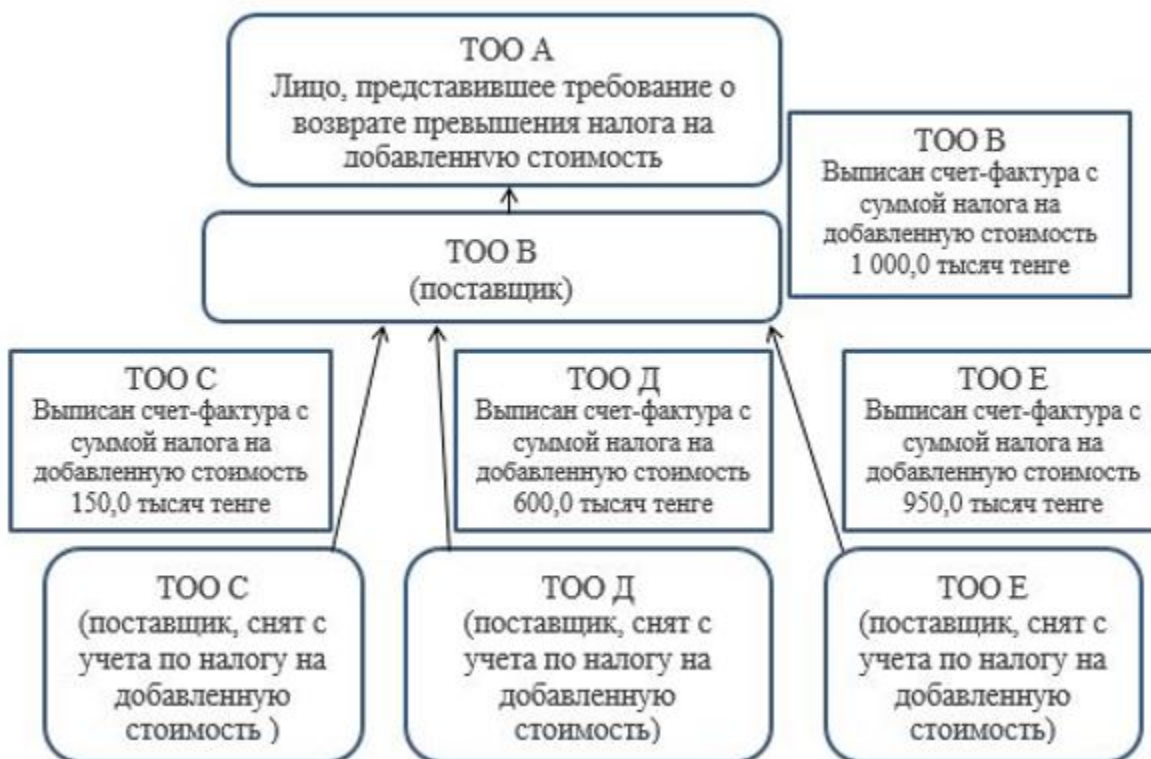 ТОО А
Лицо, представившее требование о
возврате превышения налога на
добавленную стоимость
ТОО В
Выписан счет-фактура с
суммой налога на
добавленную стоимость
1 000,0 тысяч тенге
ТОО В
(поставщик)
ТОО С
Выписан счет-фактура с
суммой налога на
добавленную стоимость
150,0 тысяч тенге
ТОО Д
Выписан счет-фактура с
суммой налога на
добавленную стоимость
600,0 тысяч тенге
ТОО Е
Выписан счет-фактура с
суммой налога на
добавленную стоимость
950,0 тысяч тенге
ТОО С
(поставщик, снят с
учета по налогу на
добавленную
стоимость )
ТОО Д
(поставщик, снят с
учета по налогу на
добавленную
стоимость)
ТОО Е
(поставщик, снят с
учета по налогу на
добавленную
стоимость)